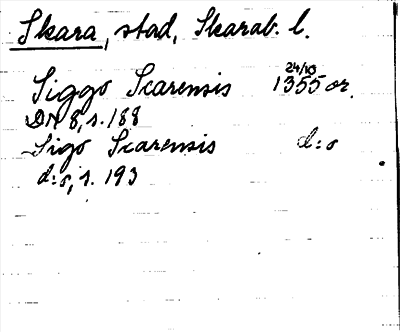 Skara, stad, Skarab. l.
Siggo Scarensis 24/10 1355 or.
DN 8, s. 188
Sigo Scarensis d:o
d:o, s. 193